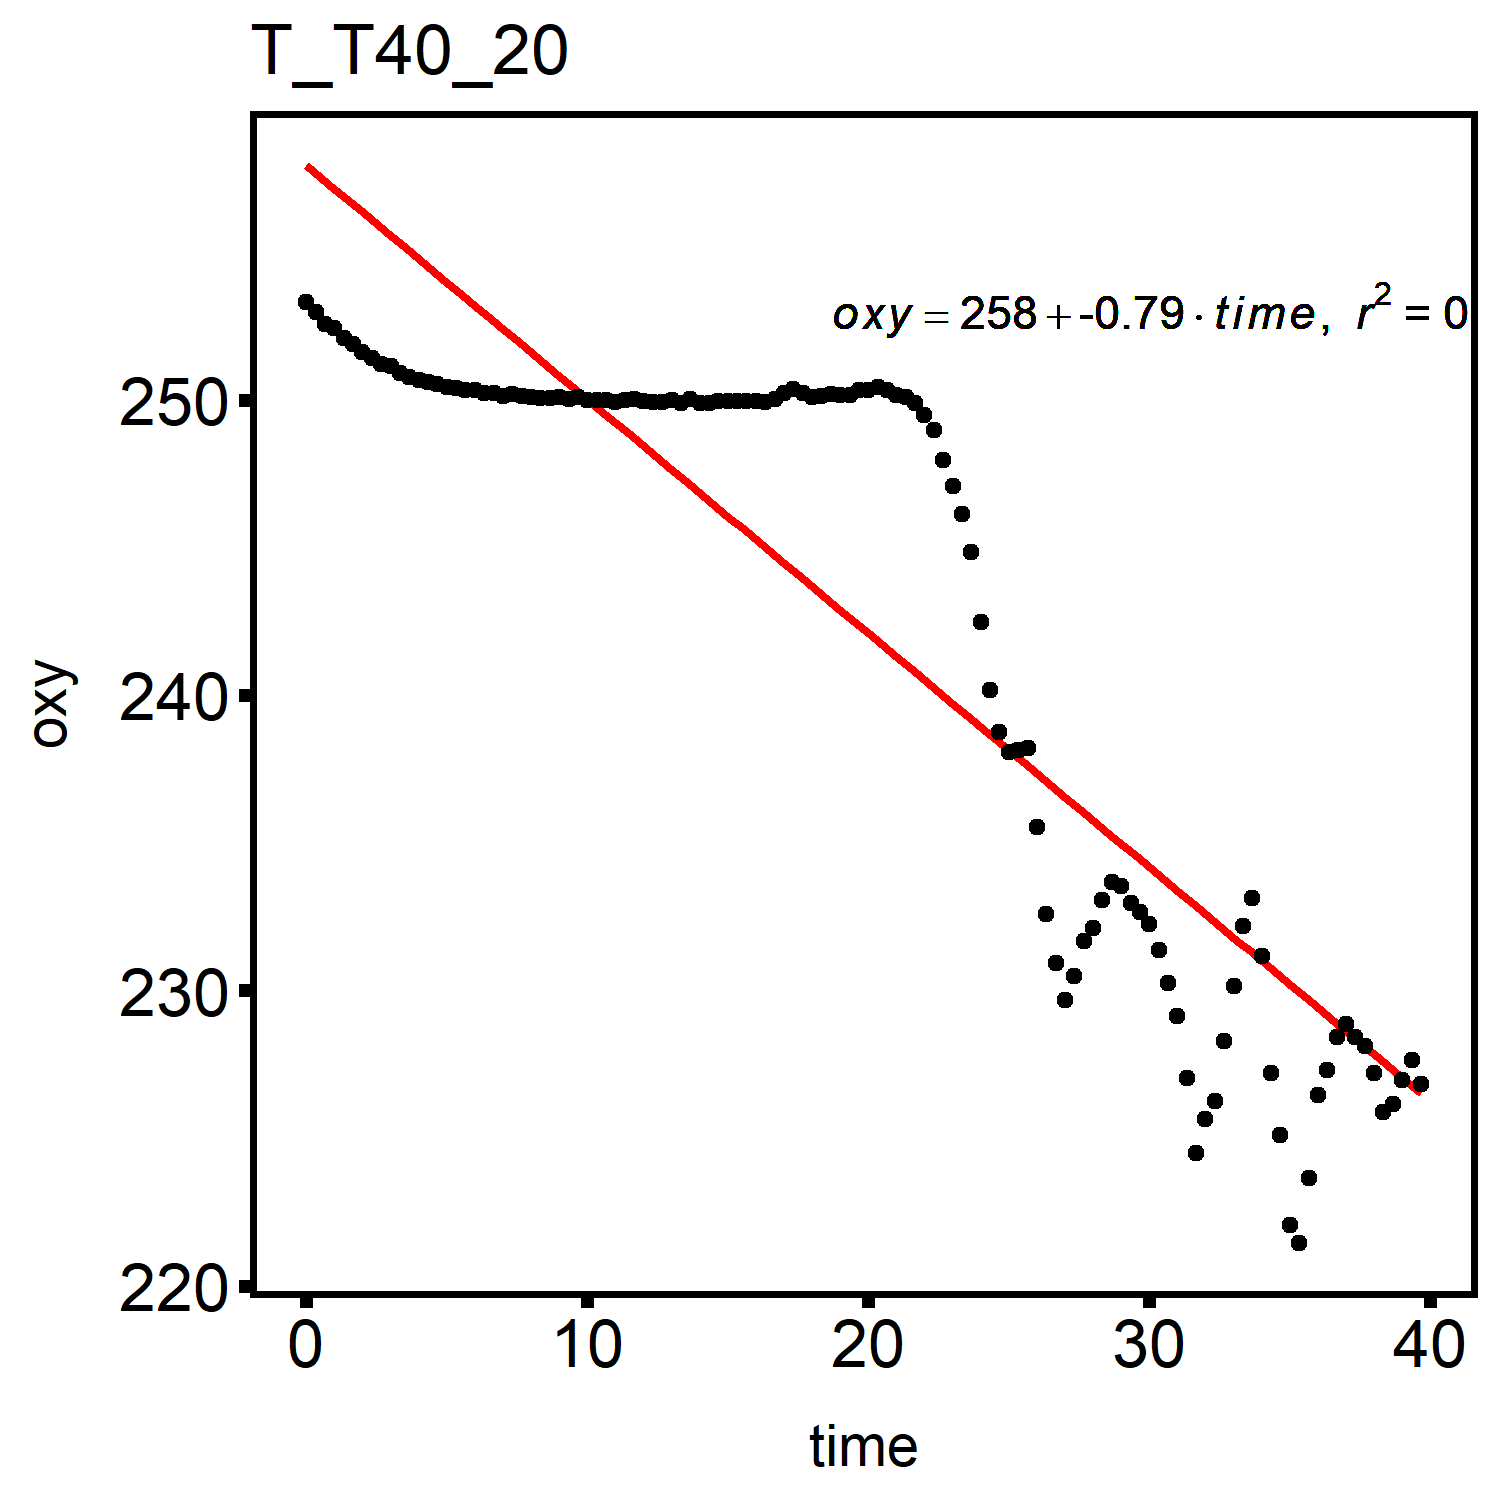 T_T40_20
oxy = 258 + -0.79 · time, r² = 0
250
240
230
220
oxy
0 10 20 30 40
time